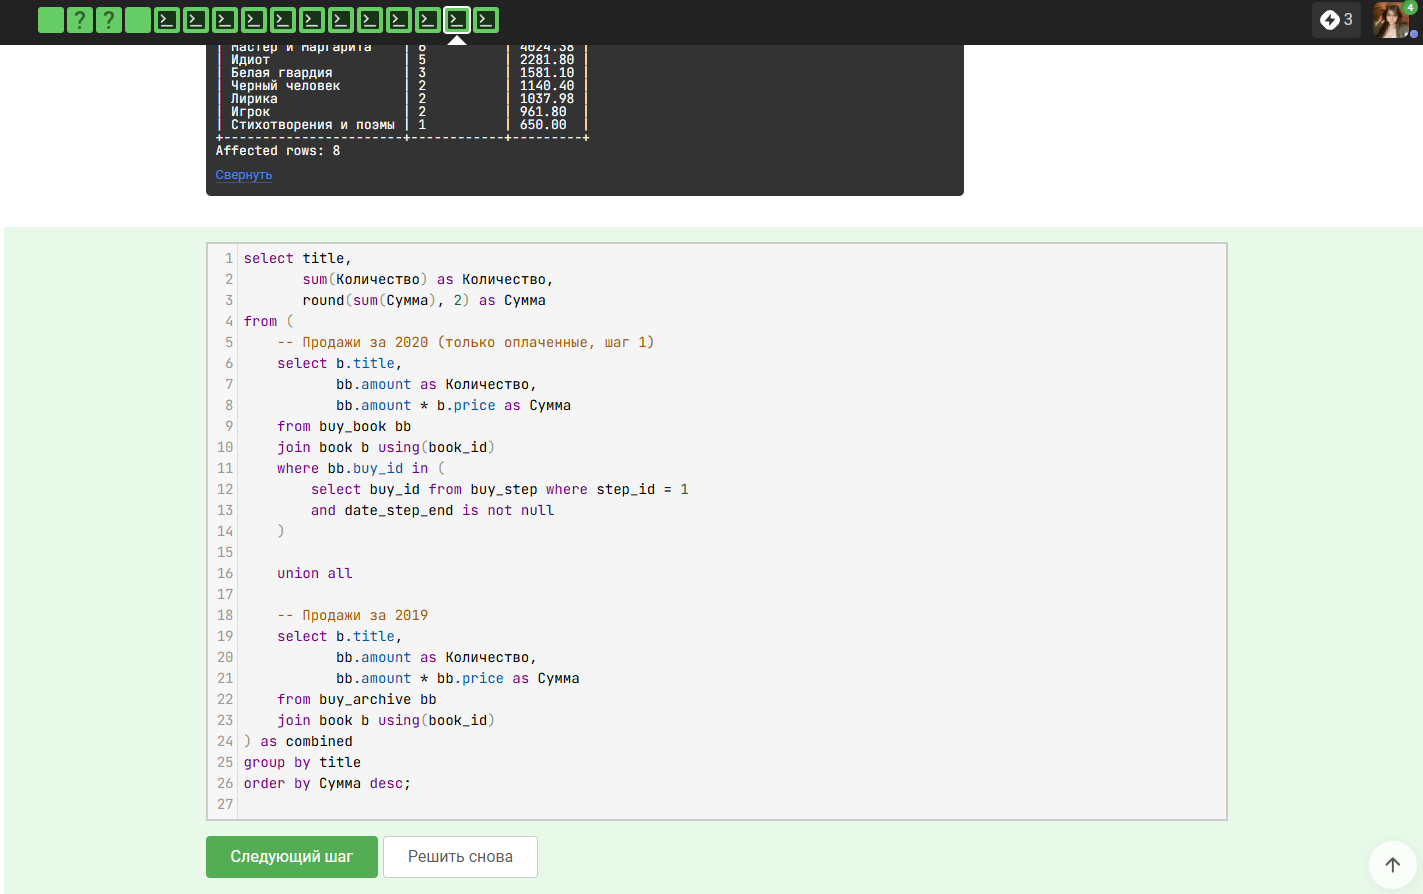 3
4
| Мастер и Маргарита | 6 | 4024.38 |
| Идиот | 5 | 2281.80 |
| Белая гвардия | 3 | 1581.10 |
| Черный человек | 2 | 1140.40 |
| Лирика | 2 | 1037.98 |
| Игрок | 2 | 961.80 |
| Стихотворения и поэмы | 1 | 650.00 |
+-----------------------+------------+---------+
Affected rows: 8
Свернуть
1 select title,
2        sum(Количество) as Количество,
3        round(sum(Сумма), 2) as Сумма
4 from (
5     -- Продажи за 2020 (только оплаченные, шаг 1)
6     select b.title,
7            bb.amount as Количество,
8            bb.amount * b.price as Сумма
9     from buy_book bb
10     join book b using(book_id)
11     where bb.buy_id in (
12         select buy_id from buy_step where step_id = 1
13         and date_step_end is not null
14     )
15
16     union all
17
18     -- Продажи за 2019
19     select b.title,
20            bb.amount as Количество,
21            bb.amount * bb.price as Сумма
22     from buy_archive bb
23     join book b using(book_id)
24 ) as combined
25 group by title
26 order by Сумма desc;
27
Следующий шаг
Решить снова